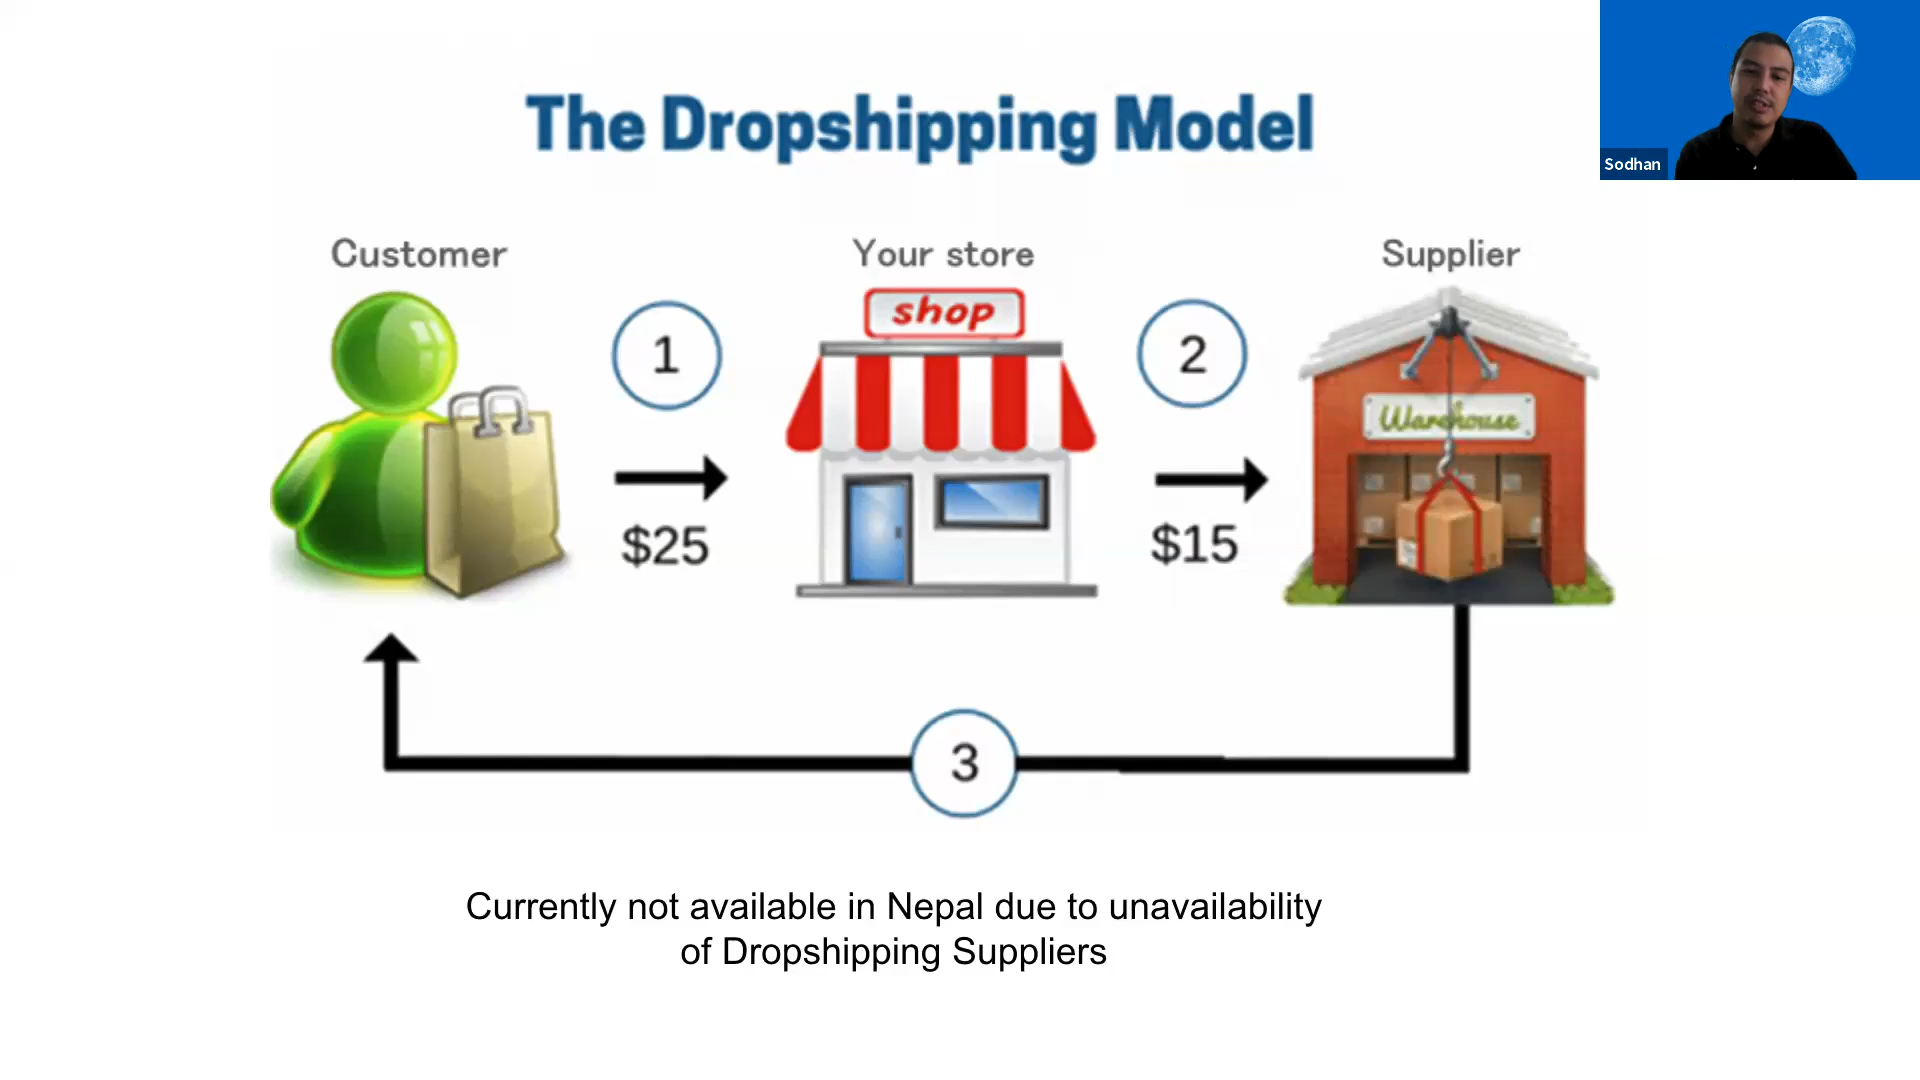 The Dropshipping Model
Sodhan
Customer
Your store
Supplier
shop
1
2
Warehouse
$25
$15
3
Currently not available in Nepal due to unavailability
of Dropshipping Suppliers